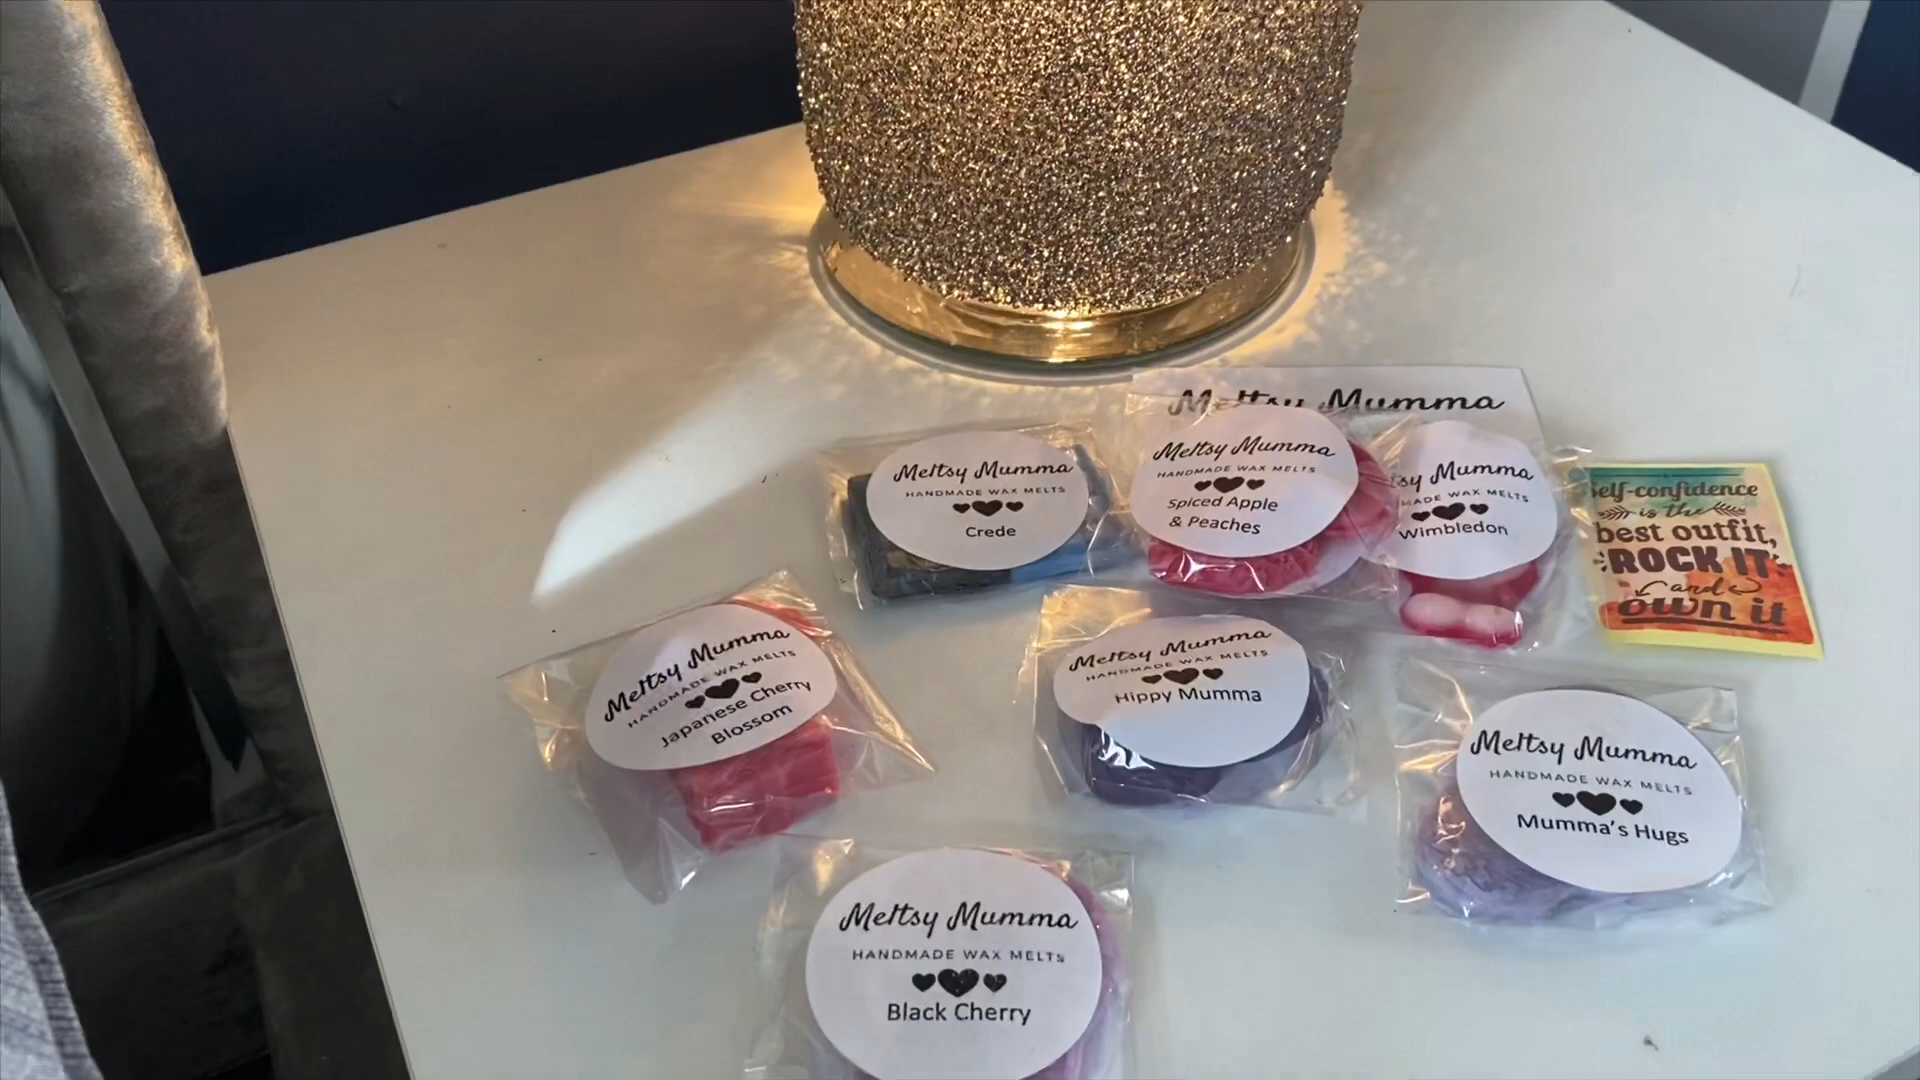 Meltsy Mumma
Meltsy Mumma
HANDMADE WAX MELTS
Crede
Meltsy Mumma
HANDMADE WAX MELTS
Spiced Apple
& Peaches
tsy Mumma
MADE WAX MELTS
Wimbledon
Self-confidence
is the
best outfit,
ROCK IT
and
own it
Meltsy Mumma
HANDMADE WAX MELTS
Japanese Cherry
Blossom
Meltsy Mumma
HANDMADE WAX MELTS
Hippy Mumma
Meltsy Mumma
HANDMADE WAX MELTS
Mumma's Hugs
Meltsy Mumma
HANDMADE WAX MELTS
Black Cherry